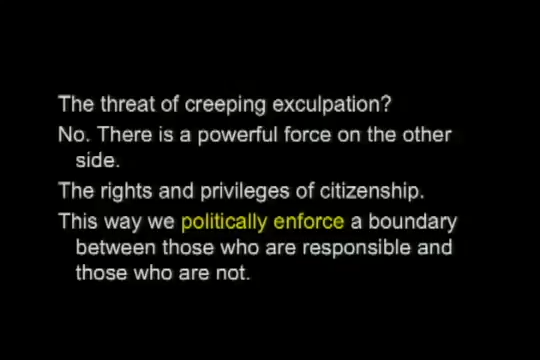 The threat of creeping exculpation?
No. There is a powerful force on the other
side.
The rights and privileges of citizenship.
This way we politically enforce a boundary
between those who are responsible and
those who are not.